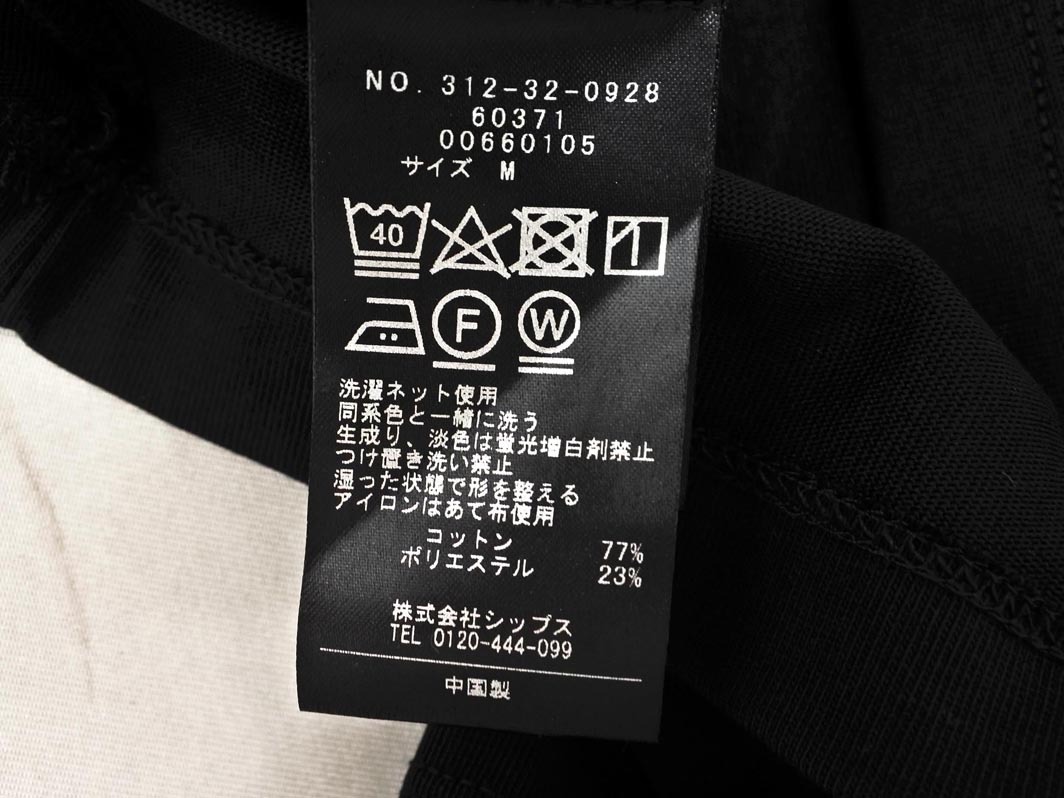 NO. 312-32-0928
60371
00660105
サイズ M
40
F W
洗濯ネット使用
同系色と一緒に洗う
生成り、淡色は蛍光増白剤禁止
つけ置き洗い禁止
湿った状態で形を整える
アイロンはあて布使用
コットン 77%
ポリエステル 23%
株式会社シップス
TEL 0120-444-099
中国製